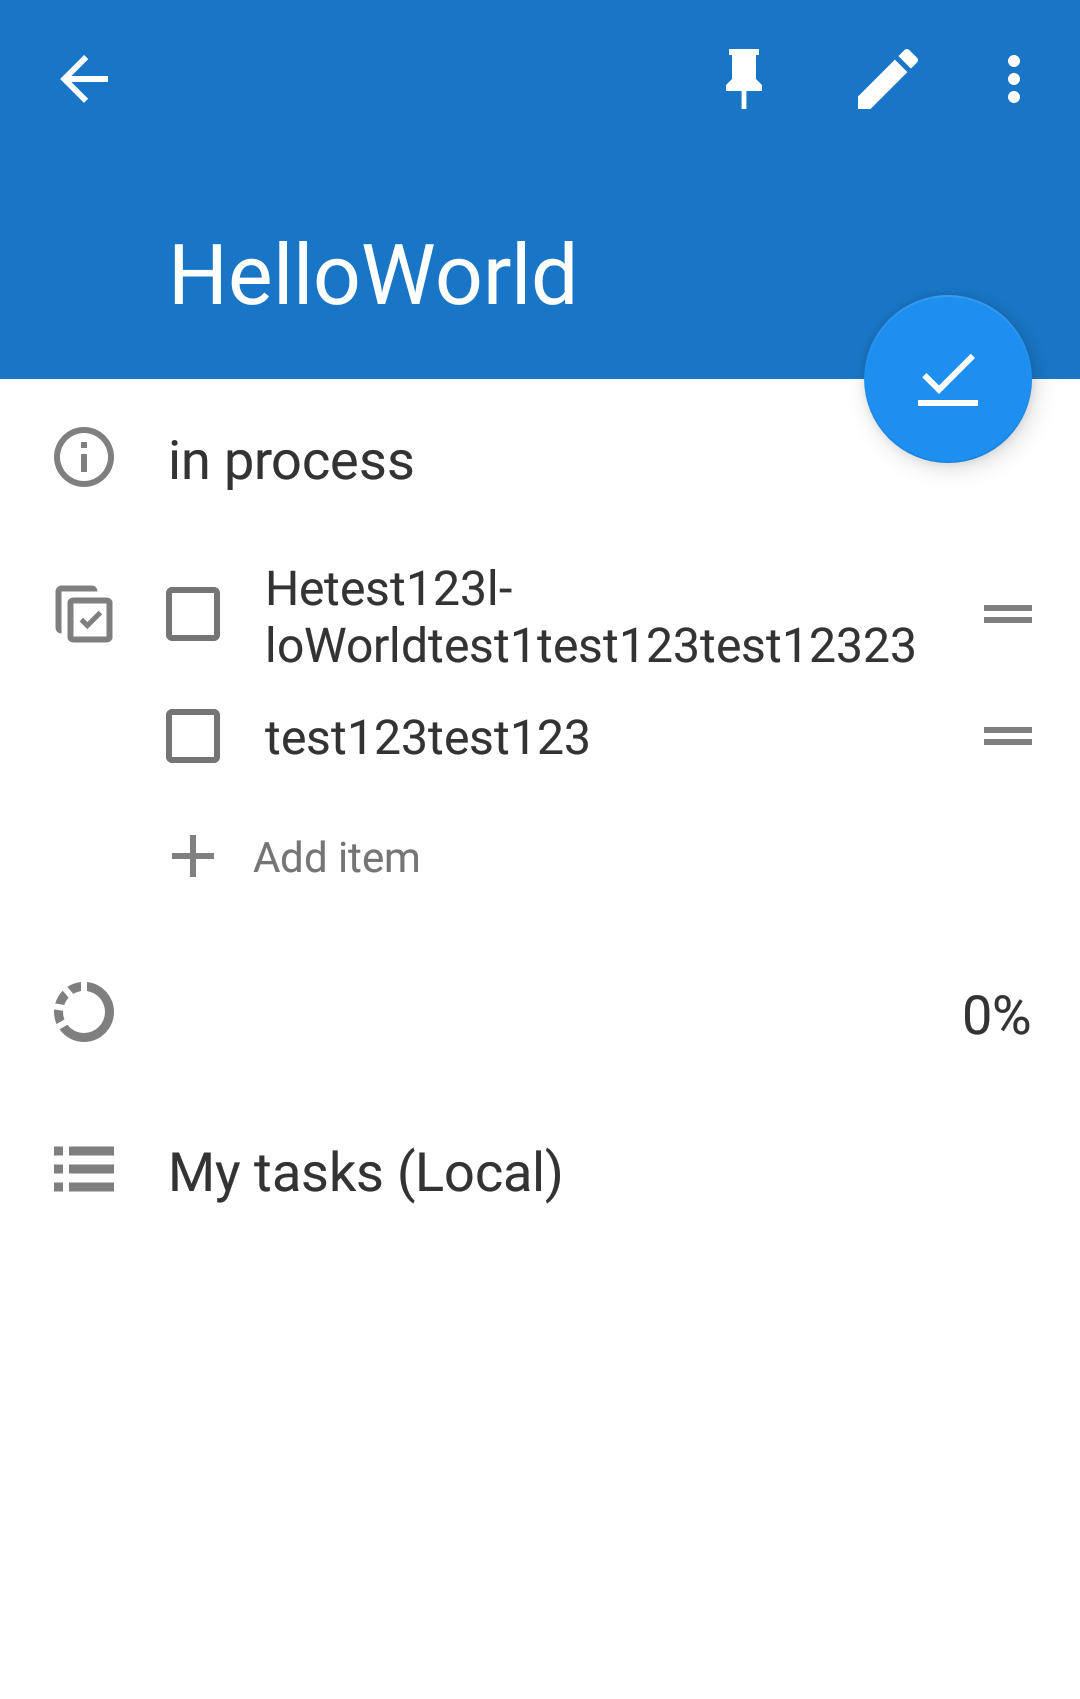 HelloWorld
in process
Hetest123l-
loWorldtest1test123test12323
test123test123
Add item
0%
My tasks (Local)